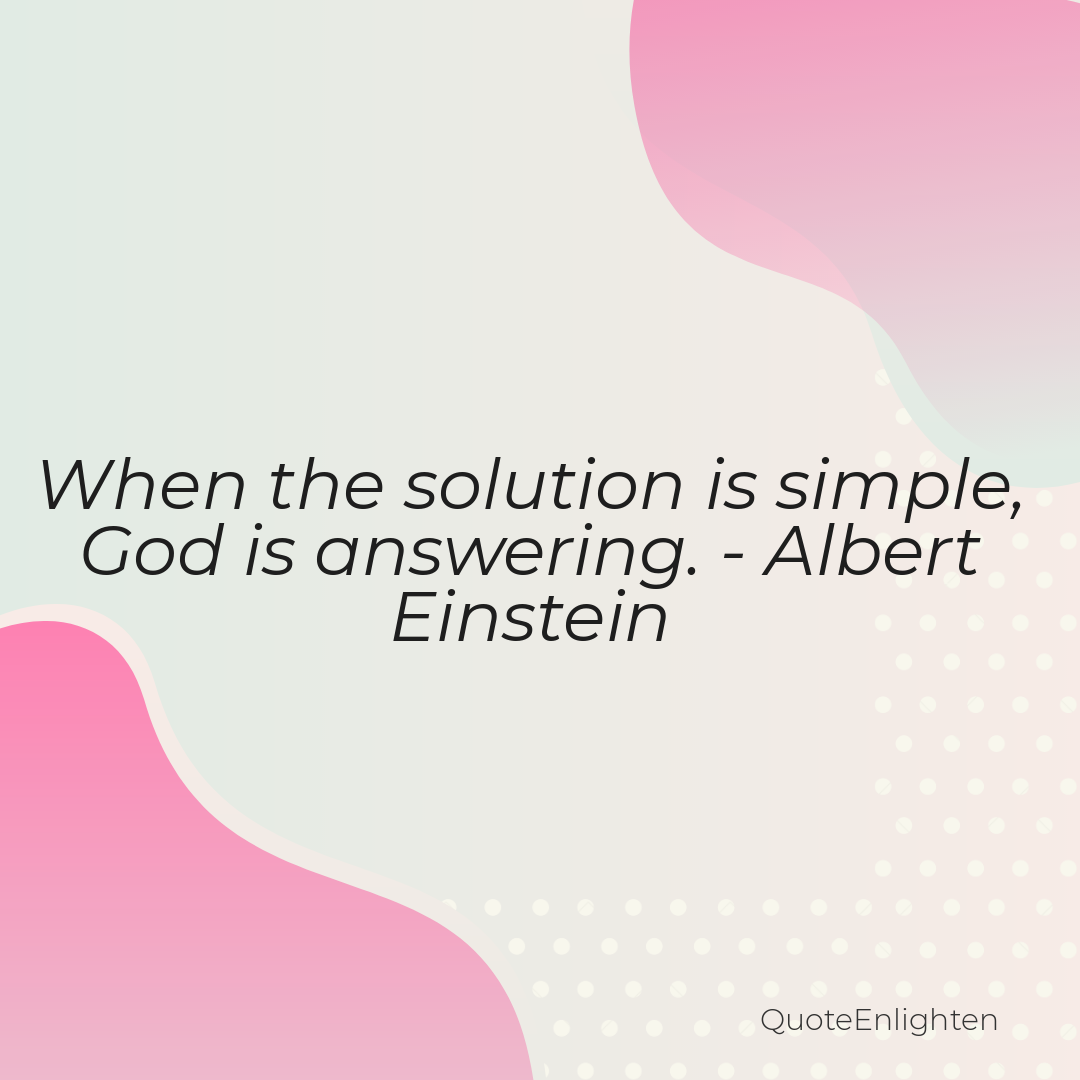 When the solution is simple,
God is answering. - Albert
Einstein
QuoteEnlighten